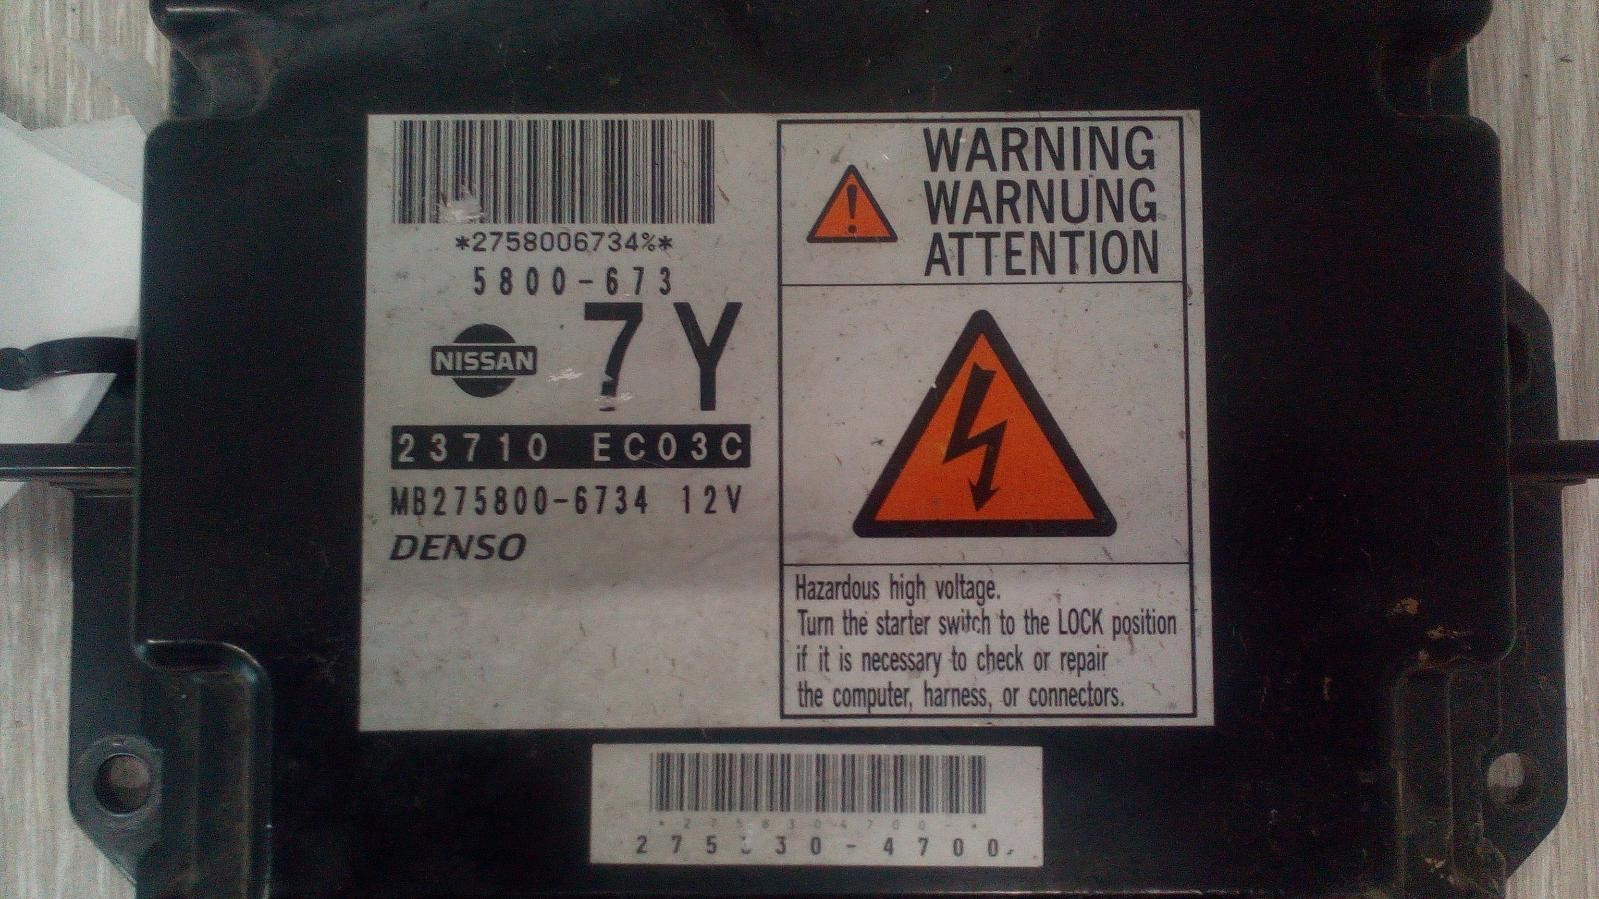 *2758006734%*
5800-673
NISSAN 7Y
23710 EC03C
MB275800-6734 12V
DENSO
WARNING
WARNUNG
ATTENTION
Hazardous high voltage.
Turn the starter switch to the LOCK position
if it is necessary to check or repair
the computer, harness, or connectors.